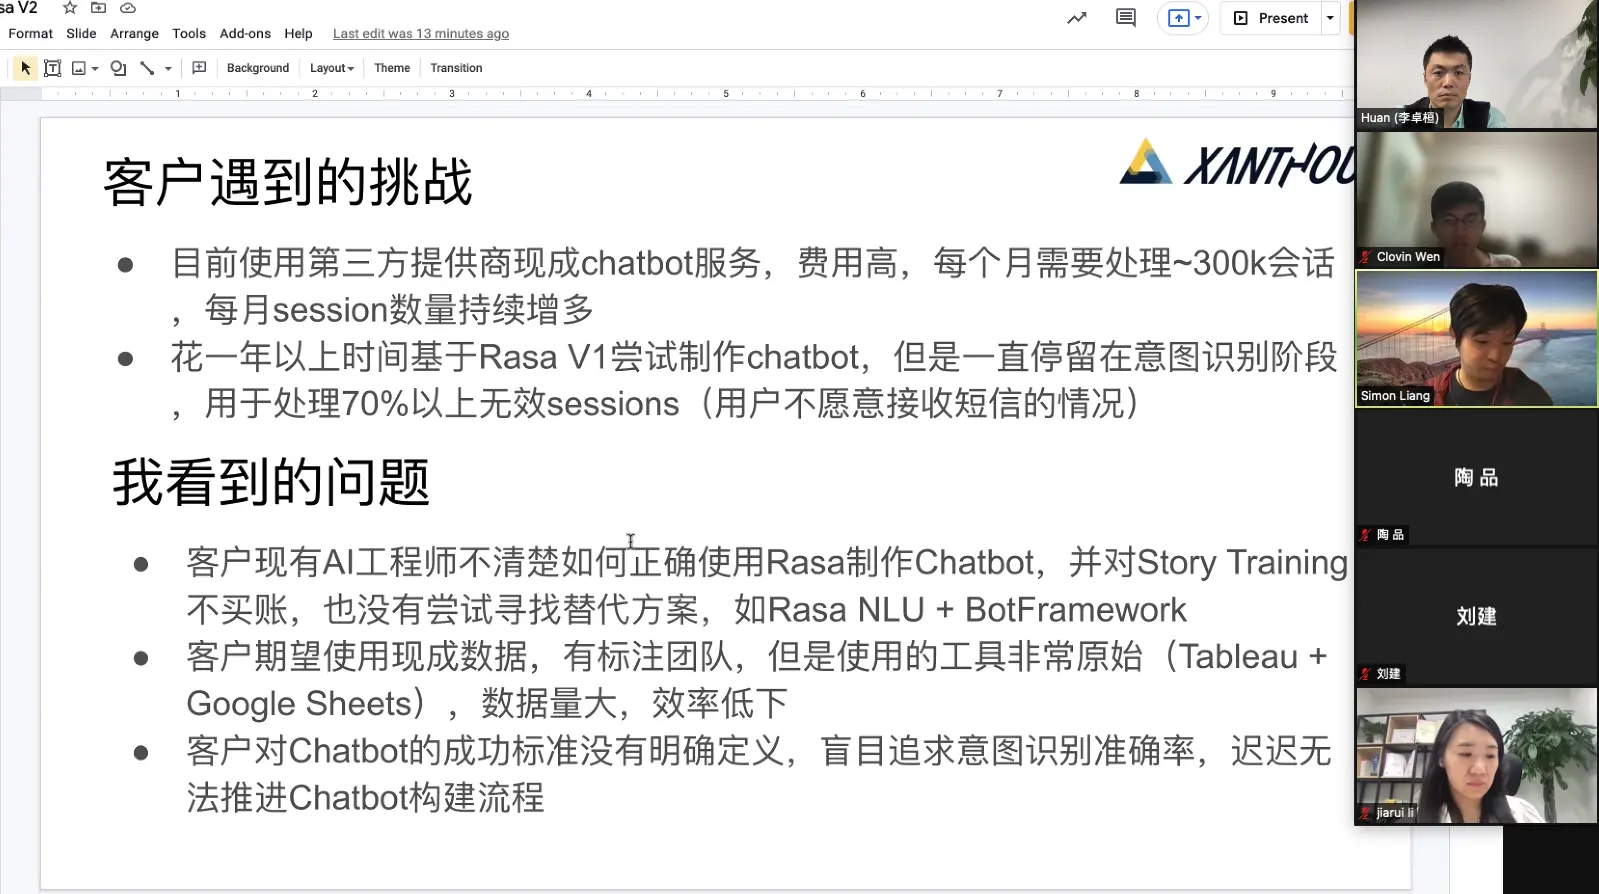 sa V2
Format Slide Arrange Tools Add-ons Help Last edit was 13 minutes ago
Present
Background Layout Theme Transition
1 2 3 4 5 6 7 8 9
客户遇到的挑战
XANTHOU
● 目前使用第三方提供商现成chatbot服务，费用高，每个月需要处理~300k会话
，每月session数量持续增多
● 花一年以上时间基于Rasa V1尝试制作chatbot，但是一直停留在意图识别阶段
，用于处理70%以上无效sessions（用户不愿意接收短信的情况）
我看到的问题
● 客户现有AI工程师不清楚如何正确使用Rasa制作Chatbot，并对Story Training
不买账，也没有尝试寻找替代方案，如Rasa NLU + BotFramework
● 客户期望使用现成数据，有标注团队，但是使用的工具非常原始（Tableau +
Google Sheets），数据量大，效率低下
● 客户对Chatbot的成功标准没有明确定义，盲目追求意图识别准确率，迟迟无
法推进Chatbot构建流程
Huan (李卓桓)
Clovin Wen
Simon Liang
陶 品
陶 品
刘建
刘建
jiarui li